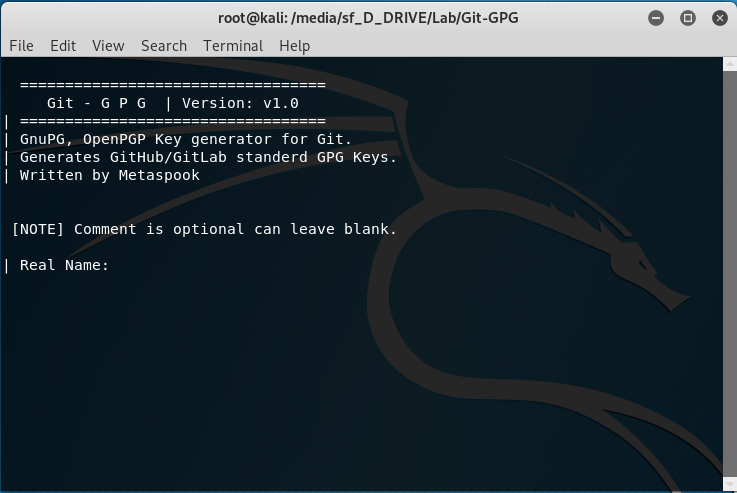 root@kali: /media/sf_D_DRIVE/Lab/Git-GPG
File Edit View Search Terminal Help
==================================
Git - G P G | Version: v1.0
| ==================================
| GnuPG, OpenPGP Key generator for Git.
| Generates GitHub/GitLab standerd GPG Keys.
| Written by Metaspook
[NOTE] Comment is optional can leave blank.
| Real Name: